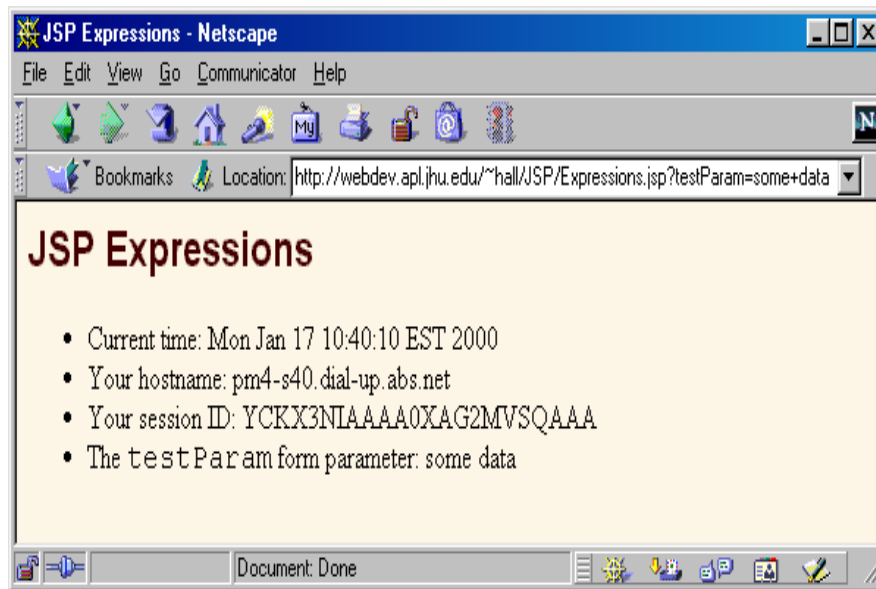 JSP Expressions - Netscape
File Edit View Go Communicator Help
My @ N
Bookmarks Location: http://webdev.apl.jhu.edu/~hall/JSP/Expressions.jsp?testParam=some+data
JSP Expressions
• Current time: Mon Jan 17 10:40:10 EST 2000
• Your hostname: pm4-s40.dial-up.abs.net
• Your session ID: YCKX3NIAAAA0XAG2MVSQAAA
• The testParam form parameter: some data
Document: Done